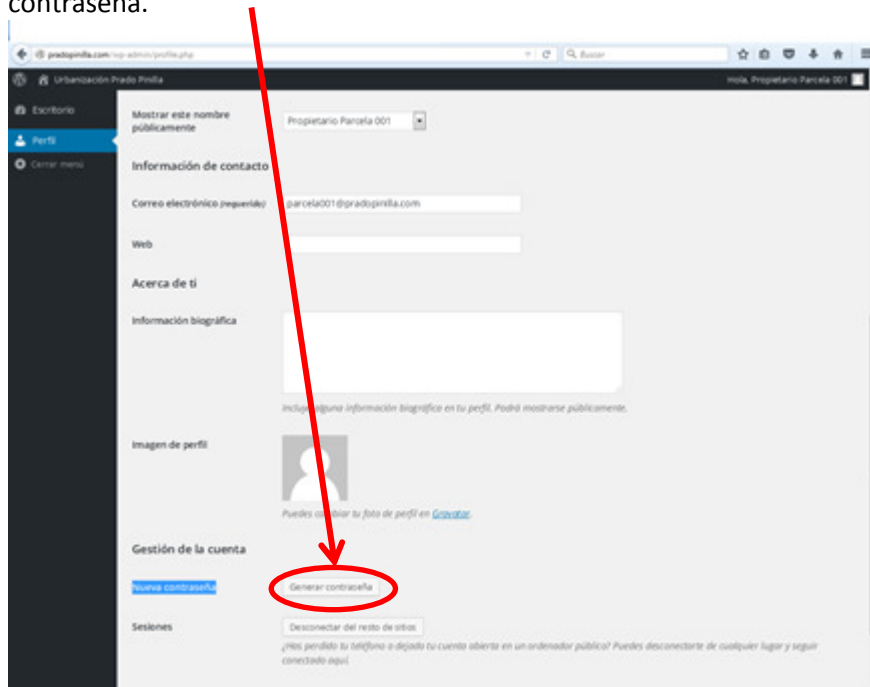 contraseña.
pradopinilla.com/wp-admin/profile.php
Buscar
Urbanización Prado Pinilla
Hola, Propietario Parcela 001
Escritorio
Perfil
Cerrar menú
Mostrar este nombre
públicamente
Propietario Parcela 001
Información de contacto
Correo electrónico (requerido)
parcela001@pradopinilla.com
Web
Acerca de ti
Información biográfica
Incluye alguna información biográfica en tu perfil. Podrá mostrarse públicamente.
Imagen de perfil
Puedes cambiar tu foto de perfil en Gravatar.
Gestión de la cuenta
Nueva contraseña
Generar contraseña
Sesiones
Desconectar del resto de sitios
¿Has perdido tu teléfono o dejado tu cuenta abierta en un ordenador público? Puedes desconectarte de cualquier lugar y seguir
conectado aquí.